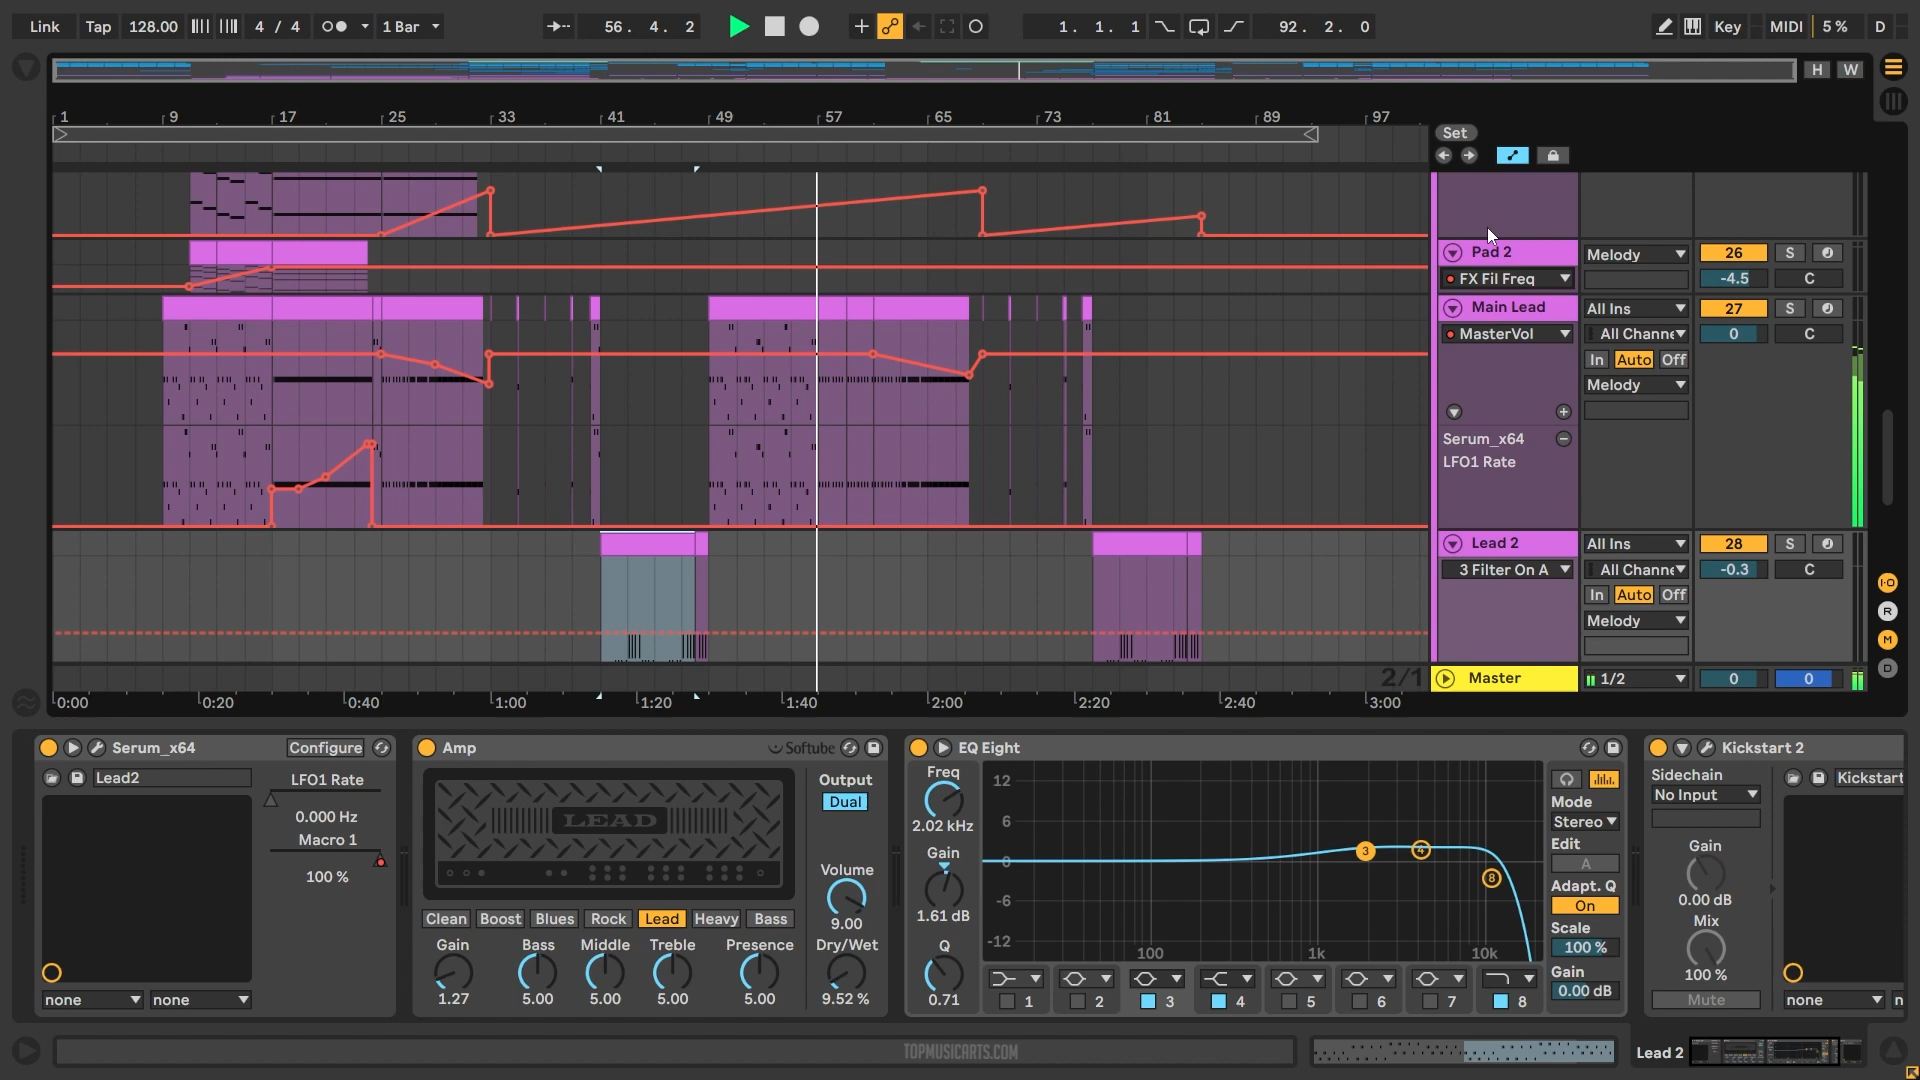 Link Tap 128.00 4 / 4 1 Bar 56. 4. 2 1. 1. 1 92. 2. 0 Key MIDI 5 % D
H W
1 9 17 25 33 41 49 57 65 73 81 89 97
Set
Pad 2 Melody 26 S
FX Fil Freq -4.5 C
Main Lead All Ins 27 S
MasterVol All Channe 0 C
In Auto Off
Melody
Serum_x64
LFO1 Rate
Lead 2 All Ins 28 S
3 Filter On A All Channe -0.3 C
In Auto Off
Melody
I·O
R
M
D
2/1 Master 1/2 0 0
0:00 0:20 0:40 1:00 1:20 1:40 2:00 2:20 2:40 3:00
Serum_x64 Configure
Lead2
LFO1 Rate
0.000 Hz
Macro 1
100 %
none none
Amp Softube
LEAD
Output
Dual
Volume
9.00
Clean Boost Blues Rock Lead Heavy Bass
Gain Bass Middle Treble Presence Dry/Wet
1.27 5.00 5.00 5.00 5.00 9.52 %
EQ Eight
Freq
2.02 kHz
Gain
1.61 dB
Q
0.71
12
6
0
-6
-12
100 1k 10k
3 4 8
1 2 3 4 5 6 7 8
Mode
Stereo
Edit
A
Adapt. Q
On
Scale
100 %
Gain
0.00 dB
Kickstart 2
Sidechain
No Input
Kickstart
Gain
0.00 dB
Mix
100 %
Mute
none n
TOPMUSICARTS.COM
Lead 2